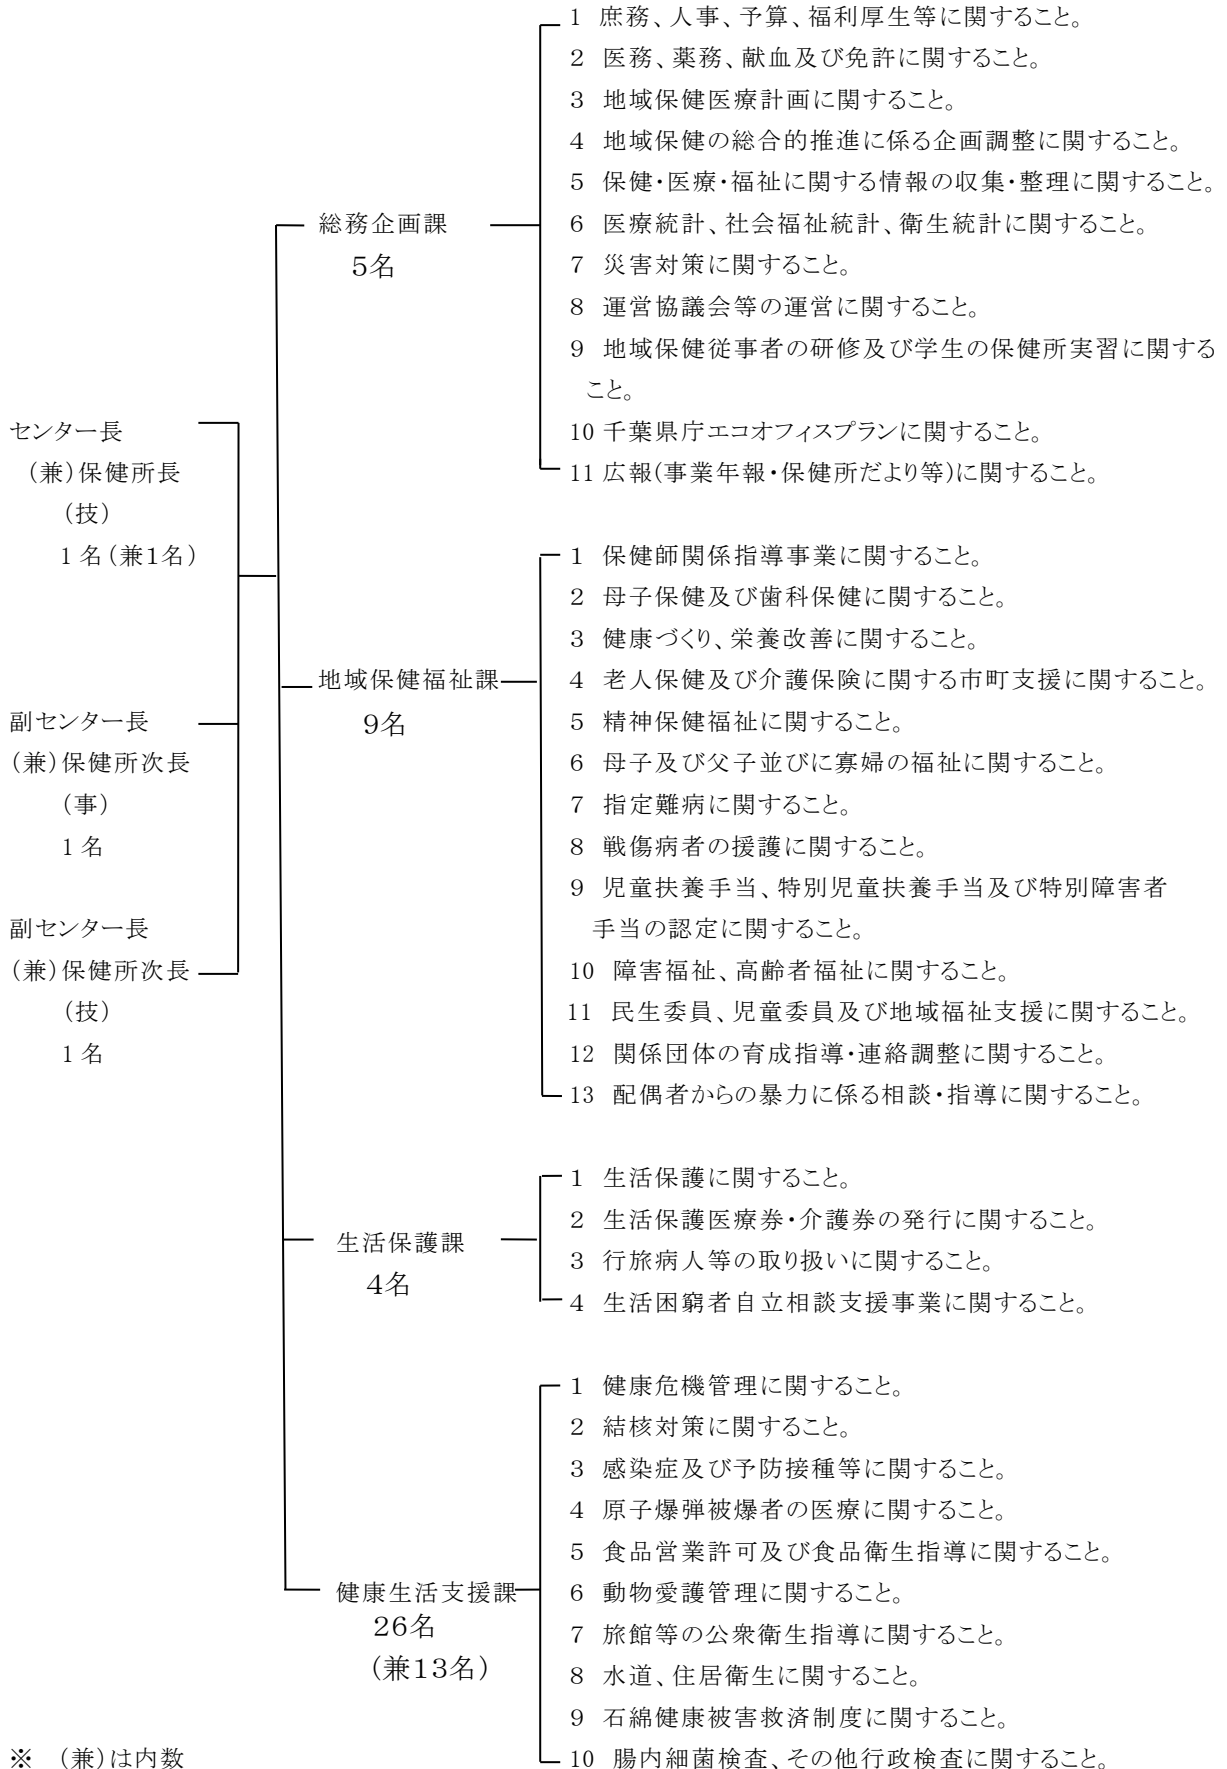 センター長
(兼)保健所長
(技)
1名(兼1名)
副センター長
(兼)保健所次長
(事)
1名
副センター長
(兼)保健所次長
(技)
1名
総務企画課
5名
1 庶務、人事、予算、福利厚生等に関すること。
2 医務、薬務、献血及び免許に関すること。
3 地域保健医療計画に関すること。
4 地域保健の総合的推進に係る企画調整に関すること。
5 保健・医療・福祉に関する情報の収集・整理に関すること。
6 医療統計、社会福祉統計、衛生統計に関すること。
7 災害対策に関すること。
8 運営協議会等の運営に関すること。
9 地域保健従事者の研修及び学生の保健所実習に関する
こと。
10 千葉県庁エコオフィスプランに関すること。
11 広報(事業年報・保健所だより等)に関すること。
地域保健福祉課
9名
1 保健師関係指導事業に関すること。
2 母子保健及び歯科保健に関すること。
3 健康づくり、栄養改善に関すること。
4 老人保健及び介護保険に関する市町支援に関すること。
5 精神保健福祉に関すること。
6 母子及び父子並びに寡婦の福祉に関すること。
7 指定難病に関すること。
8 戦傷病者の援護に関すること。
9 児童扶養手当、特別児童扶養手当及び特別障害者
手当の認定に関すること。
10 障害福祉、高齢者福祉に関すること。
11 民生委員、児童委員及び地域福祉支援に関すること。
12 関係団体の育成指導・連絡調整に関すること。
13 配偶者からの暴力に係る相談・指導に関すること。
生活保護課
4名
1 生活保護に関すること。
2 生活保護医療券・介護券の発行に関すること。
3 行旅病人等の取り扱いに関すること。
4 生活困窮者自立相談支援事業に関すること。
健康生活支援課
26名
(兼13名)
1 健康危機管理に関すること。
2 結核対策に関すること。
3 感染症及び予防接種等に関すること。
4 原子爆弾被爆者の医療に関すること。
5 食品営業許可及び食品衛生指導に関すること。
6 動物愛護管理に関すること。
7 旅館等の公衆衛生指導に関すること。
8 水道、住居衛生に関すること。
9 石綿健康被害救済制度に関すること。
10 腸内細菌検査、その他行政検査に関すること。
※ (兼)は内数